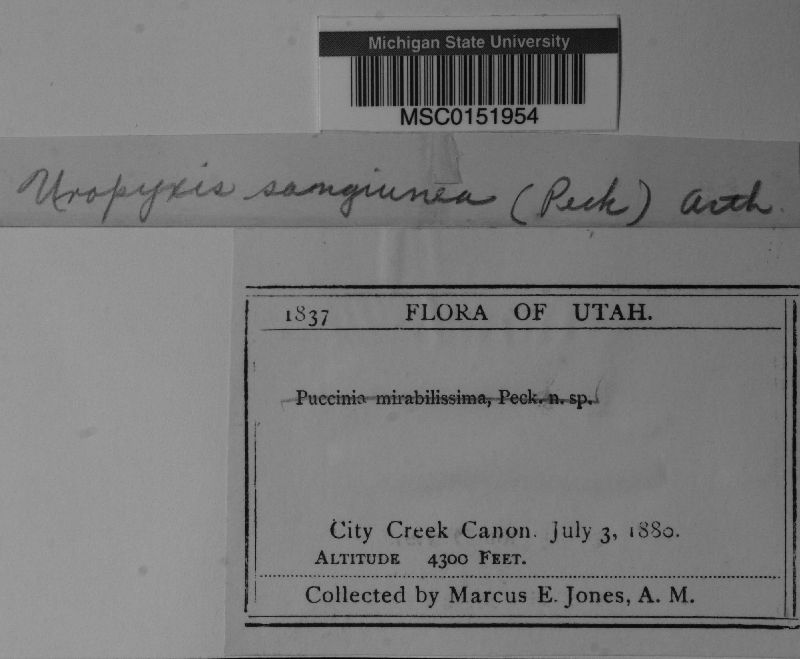 Michigan State University
MSC0151954
Uropyxis sangiunea (Peck) Arth.
1837 FLORA OF UTAH.
Puccinia mirabilissima, Peck. n. sp.
City Creek Canon. July 3, 1880.
ALTITUDE 4300 FEET.
Collected by Marcus E. Jones, A. M.